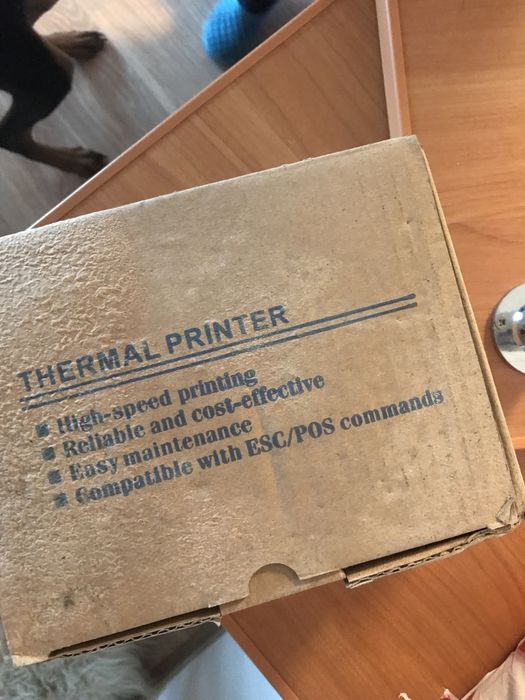 THERMAL PRINTER
■ High-speed printing
■ Reliable and cost-effective
■ Easy maintenance
■ Compatible with ESC/POS commands